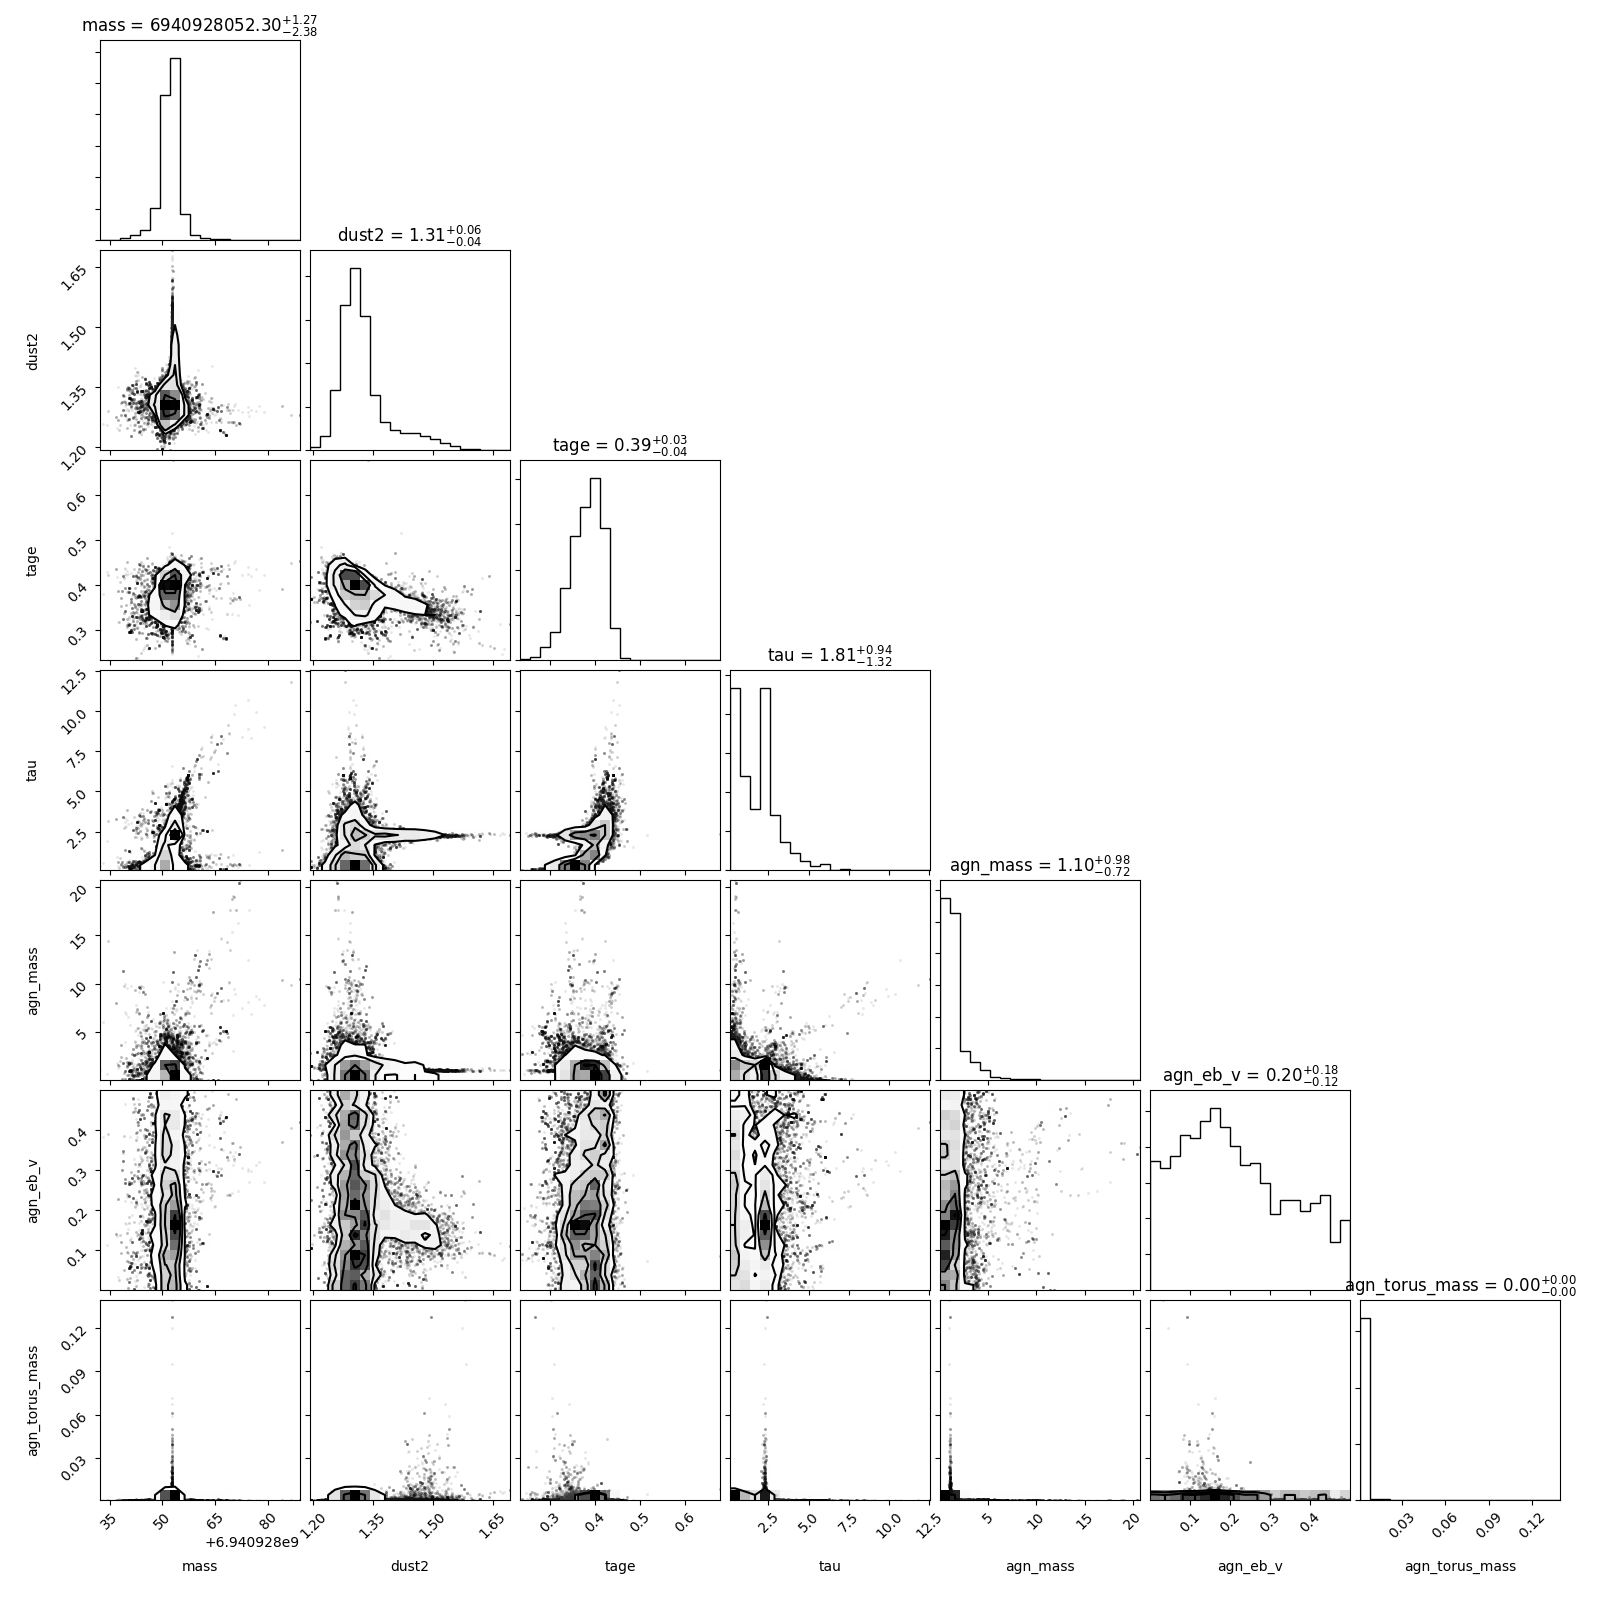 mass = 6940928052.30 +1.27 −2.38
dust2 = 1.31 +0.06 −0.04
1.65
1.50
1.35
1.20
dust2
tage = 0.39 +0.03 −0.04
0.6
0.5
0.4
0.3
tage
tau = 1.81 +0.94 −1.32
12.5
10.0
7.5
5.0
2.5
tau
agn_mass = 1.10 +0.98 −0.72
20
15
10
5
agn_mass
agn_eb_v = 0.20 +0.18 −0.12
0.4
0.3
0.2
0.1
agn_eb_v
agn_torus_mass = 0.00 +0.00 −0.00
0.12
0.09
0.06
0.03
agn_torus_mass
35 50 65 80 1.20 1.35 1.50 1.65 0.3 0.4 0.5 0.6 2.5 5.0 7.5 10.0 12.5 5 10 15 20 0.1 0.2 0.3 0.4 0.03 0.06 0.09 0.12
+6.940928e9
mass dust2 tage tau agn_mass agn_eb_v agn_torus_mass